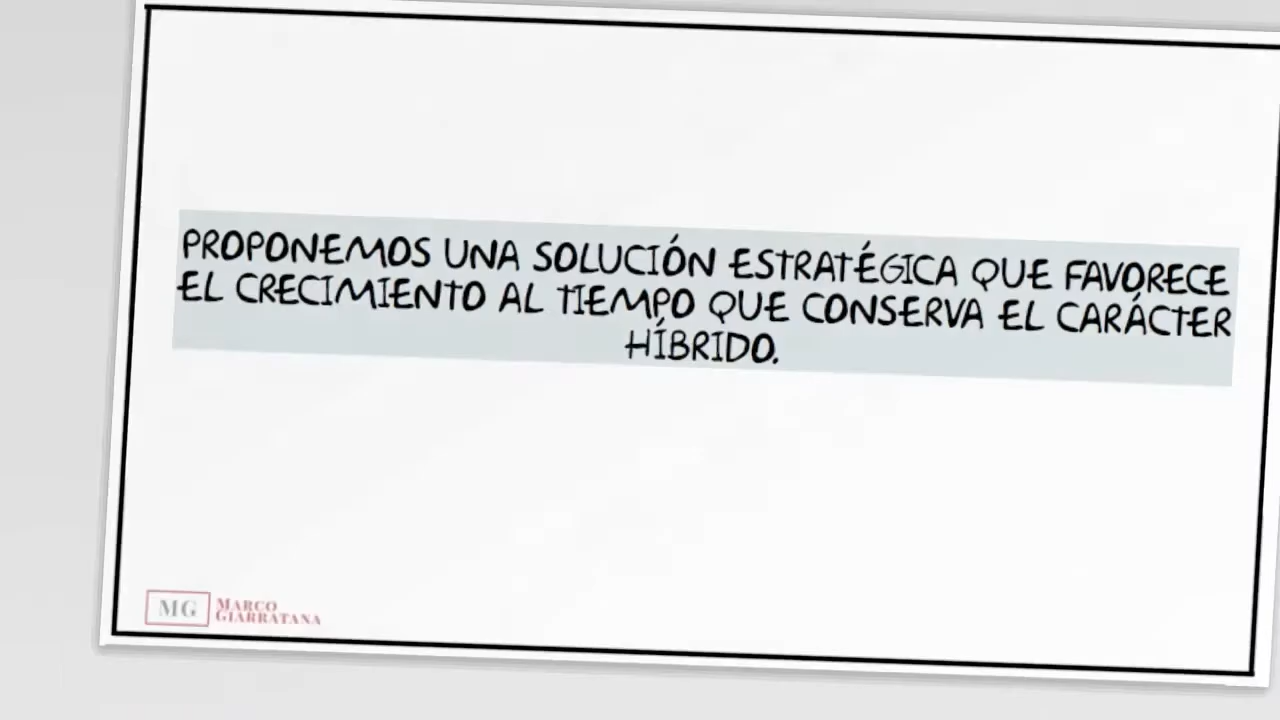 PROPONEMOS UNA SOLUCIÓN ESTRATÉGICA QUE FAVORECE
EL CRECIMIENTO AL TIEMPO QUE CONSERVA EL CARÁCTER
HÍBRIDO.
MG
MARCO
GIARRATANA